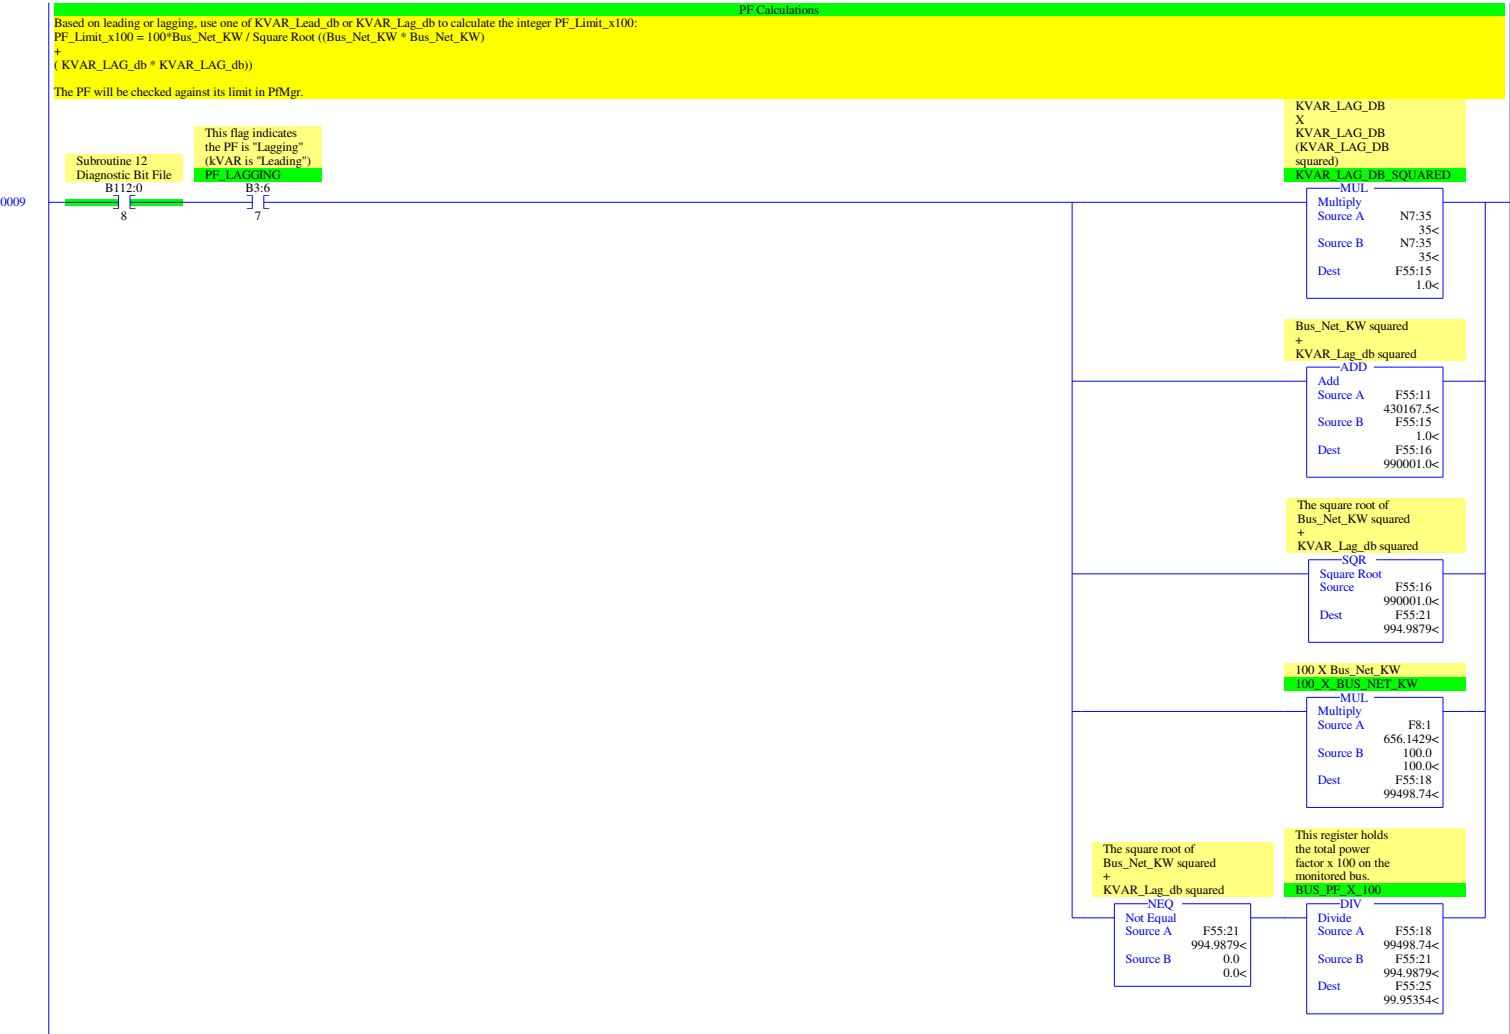 PF Calculations
Based on leading or lagging, use one of KVAR_Lead_db or KVAR_Lag_db to calculate the integer PF_Limit_x100:
PF_Limit_x100 = 100*Bus_Net_KW / Square Root ((Bus_Net_KW * Bus_Net_KW)
+
( KVAR_LAG_db * KVAR_LAG_db))
The PF will be checked against its limit in PfMgr.
Subroutine 12
Diagnostic Bit File
B112:0
8
This flag indicates
the PF is "Lagging"
(kVAR is "Leading")
PF_LAGGING
B3:6
7
0009
KVAR_LAG_DB
X
KVAR_LAG_DB
(KVAR_LAG_DB
squared)
KVAR_LAG_DB_SQUARED
MUL
Multiply
Source A N7:35
35<
Source B N7:35
35<
Dest F55:15
1.0<
Bus_Net_KW squared
+
KVAR_Lag_db squared
ADD
Add
Source A F55:11
430167.5<
Source B F55:15
1.0<
Dest F55:16
990001.0<
The square root of
Bus_Net_KW squared
+
KVAR_Lag_db squared
SQR
Square Root
Source F55:16
990001.0<
Dest F55:21
994.9879<
100 X Bus_Net_KW
100_X_BUS_NET_KW
MUL
Multiply
Source A F8:1
656.1429<
Source B 100.0
100.0<
Dest F55:18
99498.74<
The square root of
Bus_Net_KW squared
+
KVAR_Lag_db squared
NEQ
Not Equal
Source A F55:21
994.9879<
Source B 0.0
0.0<
This register holds
the total power
factor x 100 on the
monitored bus.
BUS_PF_X_100
DIV
Divide
Source A F55:18
99498.74<
Source B F55:21
994.9879<
Dest F55:25
99.95354<